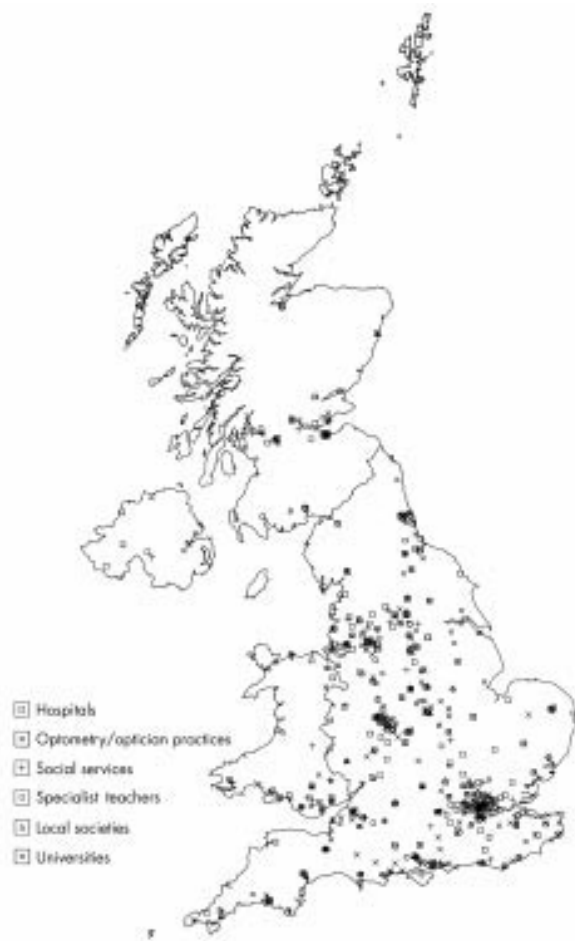 Hospitals
Optometry/optician practices
Social services
Specialist teachers
Local societies
Universities